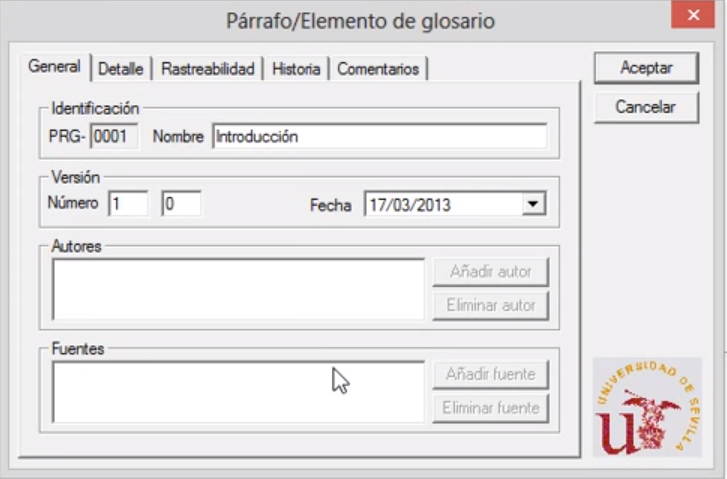 Párrafo/Elemento de glosario
General Detalle Rastreabilidad Historia Comentarios
Aceptar
Cancelar
Identificación
PRG- 0001 Nombre Introducción
Versión
Número 1 0 Fecha 17/03/2013
Autores
Añadir autor
Eliminar autor
Fuentes
Añadir fuente
Eliminar fuente
UNIVERSIDAD DE SEVILLA
us